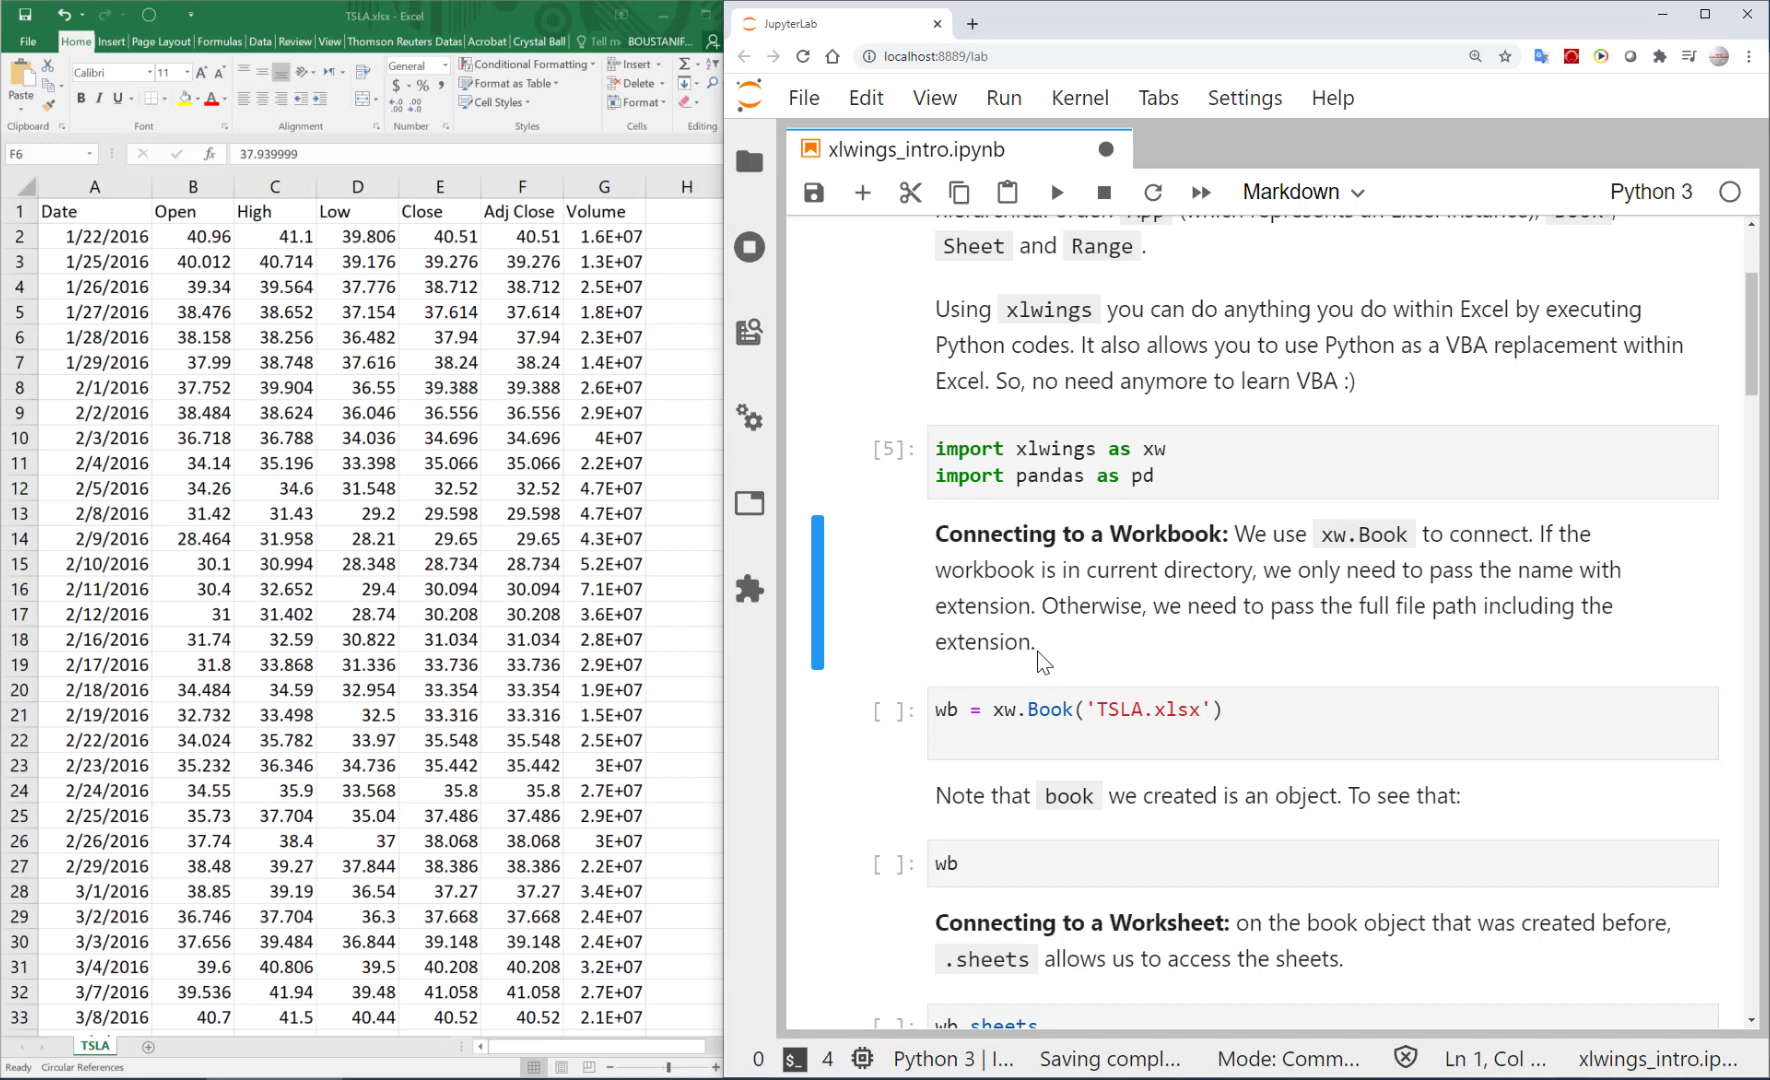 TSLA.xlsx - Excel
File Home Insert Page Layout Formulas Data Review View Thomson Reuters Datas Acrobat Crystal Ball Tell m BOUSTANIF...
Paste
Calibri 11
B I U A
General
$ % ,
Conditional Formatting
Format as Table
Cell Styles
Insert
Delete
Format
Clipboard Font Alignment Number Styles Cells Editing
F6 fx 37.939999
A B C D E F G H
1 Date Open High Low Close Adj Close Volume
2 1/22/2016 40.96 41.1 39.806 40.51 40.51 1.6E+07
3 1/25/2016 40.012 40.714 39.176 39.276 39.276 1.3E+07
4 1/26/2016 39.34 39.564 37.776 38.712 38.712 2.5E+07
5 1/27/2016 38.476 38.652 37.154 37.614 37.614 1.8E+07
6 1/28/2016 38.158 38.256 36.482 37.94 37.94 2.3E+07
7 1/29/2016 37.99 38.748 37.616 38.24 38.24 1.4E+07
8 2/1/2016 37.752 39.904 36.55 39.388 39.388 2.6E+07
9 2/2/2016 38.484 38.624 36.046 36.556 36.556 2.9E+07
10 2/3/2016 36.718 36.788 34.036 34.696 34.696 4E+07
11 2/4/2016 34.14 35.196 33.398 35.066 35.066 2.2E+07
12 2/5/2016 34.26 34.6 31.548 32.52 32.52 4.7E+07
13 2/8/2016 31.42 31.43 29.2 29.598 29.598 4.7E+07
14 2/9/2016 28.464 31.958 28.21 29.65 29.65 4.3E+07
15 2/10/2016 30.1 30.994 28.348 28.734 28.734 5.2E+07
16 2/11/2016 30.4 32.652 29.4 30.094 30.094 7.1E+07
17 2/12/2016 31 31.402 28.74 30.208 30.208 3.6E+07
18 2/16/2016 31.74 32.59 30.822 31.034 31.034 2.8E+07
19 2/17/2016 31.8 33.868 31.336 33.736 33.736 2.9E+07
20 2/18/2016 34.484 34.59 32.954 33.354 33.354 1.9E+07
21 2/19/2016 32.732 33.498 32.5 33.316 33.316 1.5E+07
22 2/22/2016 34.024 35.782 33.97 35.548 35.548 2.5E+07
23 2/23/2016 35.232 36.346 34.736 35.442 35.442 3E+07
24 2/24/2016 34.55 35.9 33.568 35.8 35.8 2.7E+07
25 2/25/2016 35.73 37.704 35.04 37.486 37.486 2.9E+07
26 2/26/2016 37.74 38.4 37 38.068 38.068 3E+07
27 2/29/2016 38.48 39.27 37.844 38.386 38.386 2.2E+07
28 3/1/2016 38.85 39.19 36.54 37.27 37.27 3.4E+07
29 3/2/2016 36.746 37.704 36.3 37.668 37.668 2.4E+07
30 3/3/2016 37.656 39.484 36.844 39.148 39.148 2.4E+07
31 3/4/2016 39.6 40.806 39.5 40.208 40.208 3.2E+07
32 3/7/2016 39.536 41.94 39.48 41.058 41.058 2.7E+07
33 3/8/2016 40.7 41.5 40.44 40.52 40.52 2.1E+07
TSLA
Ready Circular References
JupyterLab
localhost:8889/lab
File Edit View Run Kernel Tabs Settings Help
xlwings_intro.ipynb
Markdown Python 3
hierarchical order: App (which represents an Excel instance), Book ,
Sheet and Range .
Using xlwings you can do anything you do within Excel by executing
Python codes. It also allows you to use Python as a VBA replacement within
Excel. So, no need anymore to learn VBA :)
[5]: import xlwings as xw
import pandas as pd
Connecting to a Workbook: We use xw.Book to connect. If the
workbook is in current directory, we only need to pass the name with
extension. Otherwise, we need to pass the full file path including the
extension.
[ ]: wb = xw.Book('TSLA.xlsx')
Note that book we created is an object. To see that:
[ ]: wb
Connecting to a Worksheet: on the book object that was created before,
.sheets allows us to access the sheets.
[ ]: wb.sheets
0 4 Python 3 | I... Saving compl... Mode: Comm... Ln 1, Col ... xlwings_intro.ip...